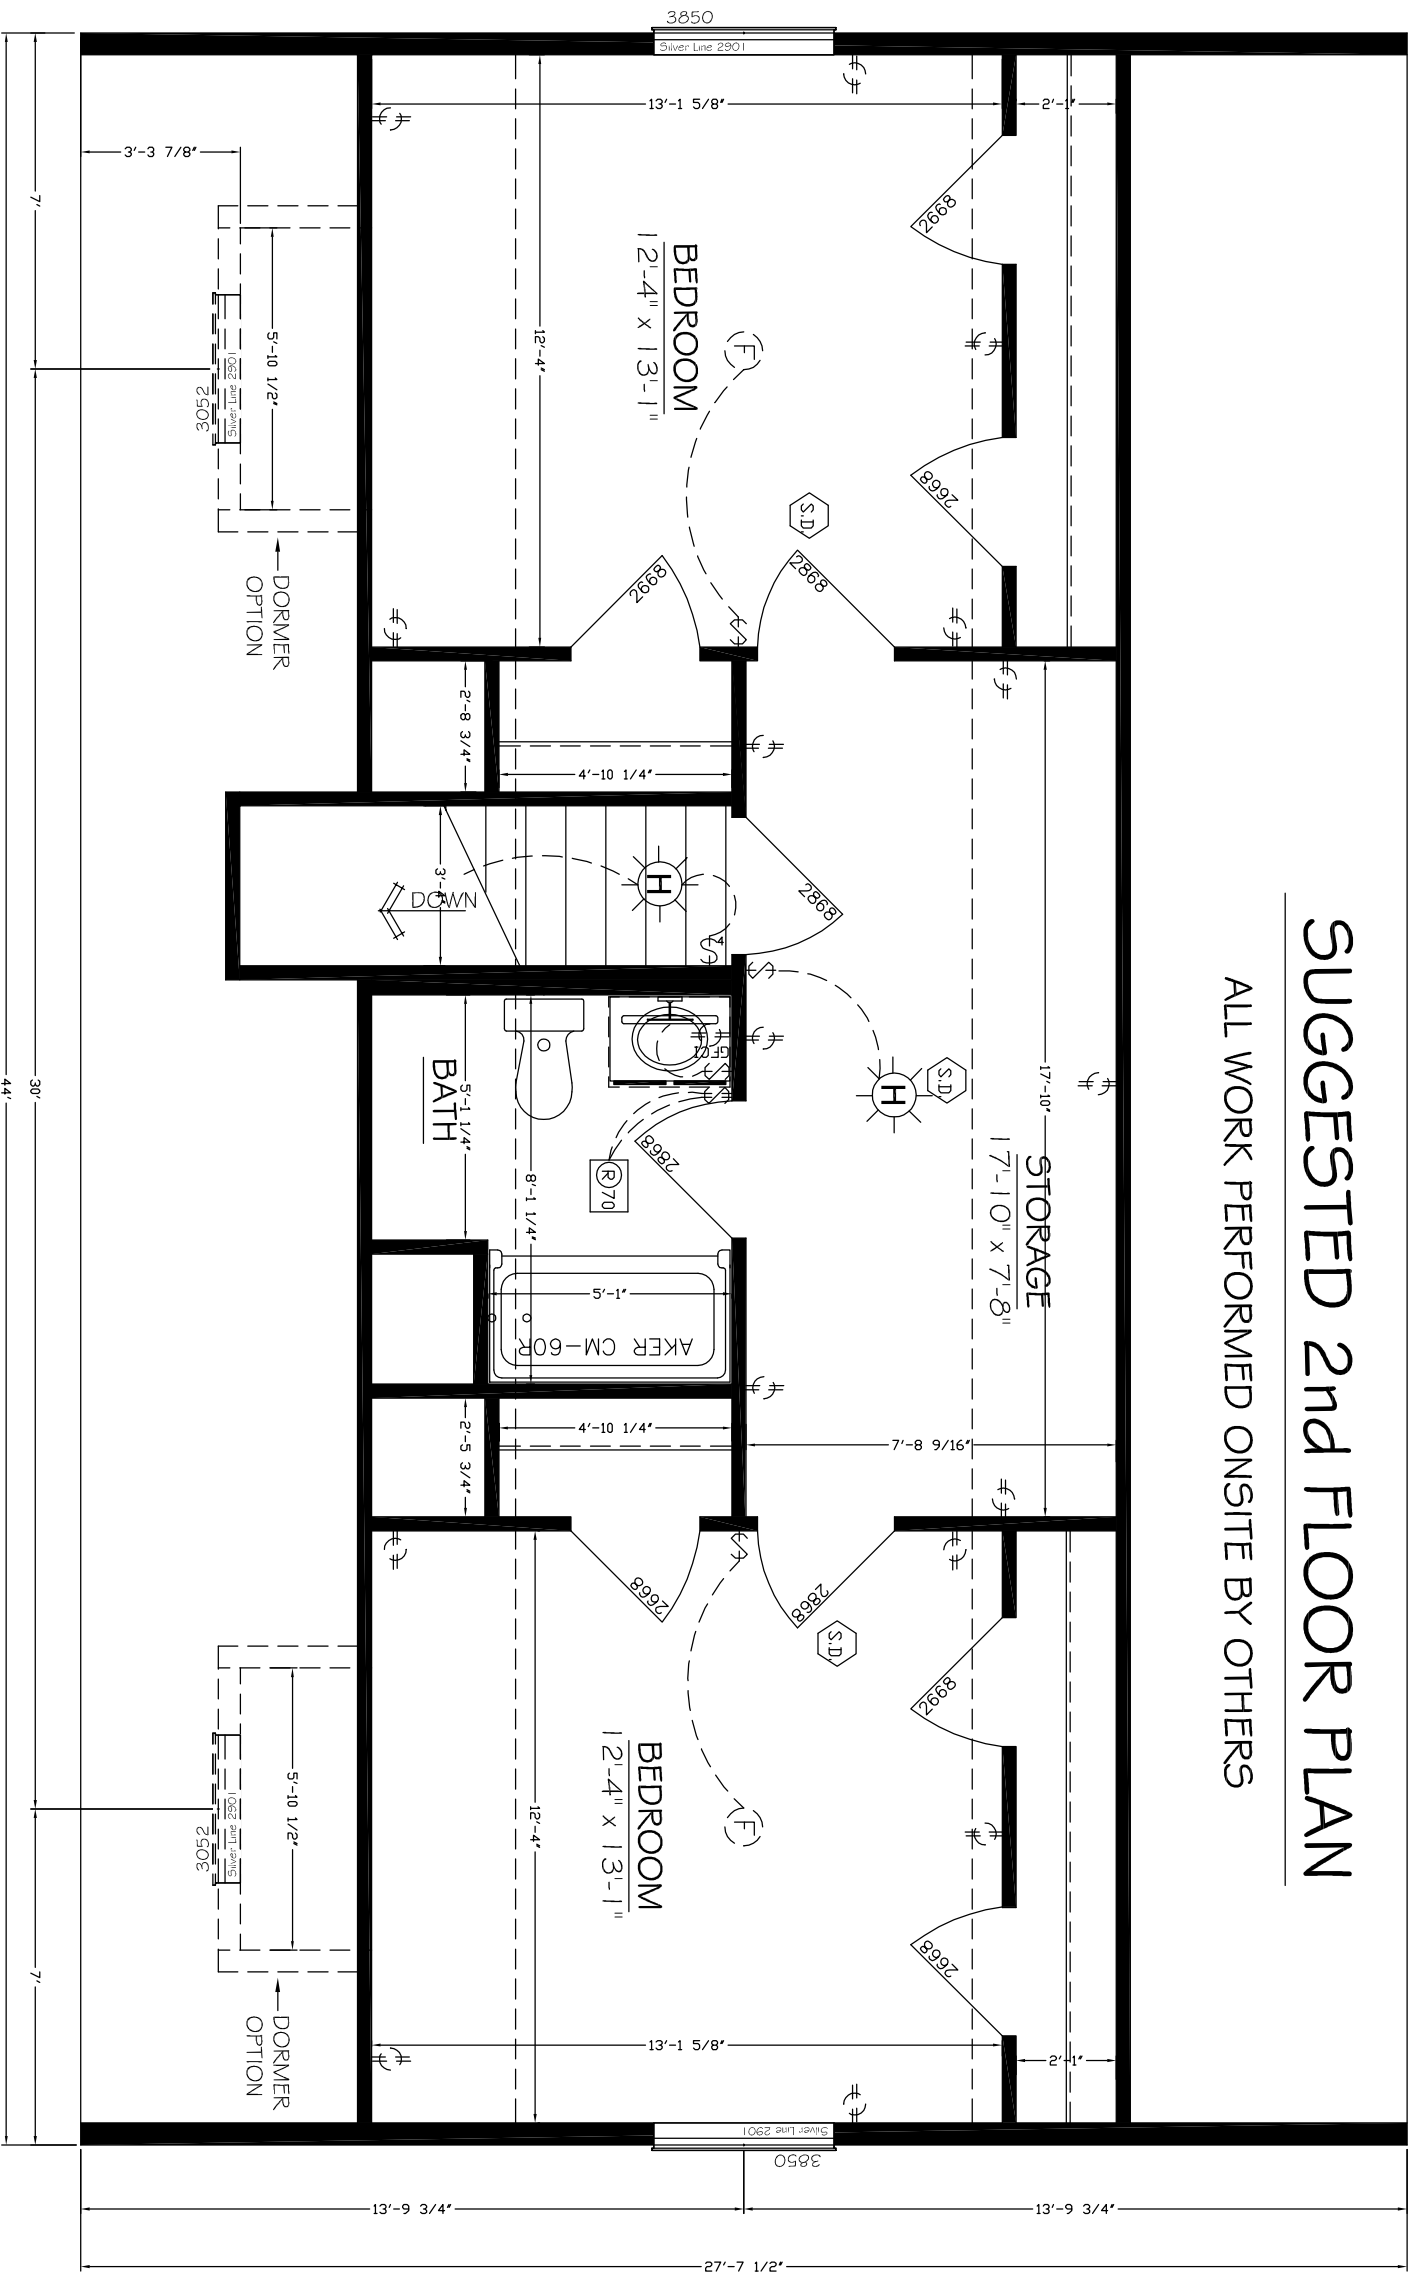 SUGGESTED 2nd FLOOR PLAN
ALL WORK PERFORMED ONSITE BY OTHERS
3850
Silver Line 2901
13'-1 5/8"
2'-1"
3'-3 7/8"
7'
2668
BEDROOM
12'-4" x 13'-1"
F
12'-4"
5'-10 1/2"
Silver Line 2901
3052
2668
S.D.
DORMER
OPTION
2668
2868
2'-8 3/4"
4'-10 1/4"
3'-4"
DOWN
H
4
2868
GFCI
BATH
5'-1 1/4"
8'-1 1/4"
2868
R 70
H
S.D.
17'-10"
STORAGE
17'-10" x 7'-8"
30'
44'
5'-1"
AKER CM-60R
4'-10 1/4"
2'-5 3/4"
7'-8 9/16"
2668
2868
S.D.
2668
BEDROOM
12'-4" x 13'-1"
F
12'-4"
5'-10 1/2"
Silver Line 2901
3052
2668
DORMER
OPTION
7'
13'-1 5/8"
2'-1"
Silver Line 2901
3850
13'-9 3/4"
13'-9 3/4"
27'-7 1/2"